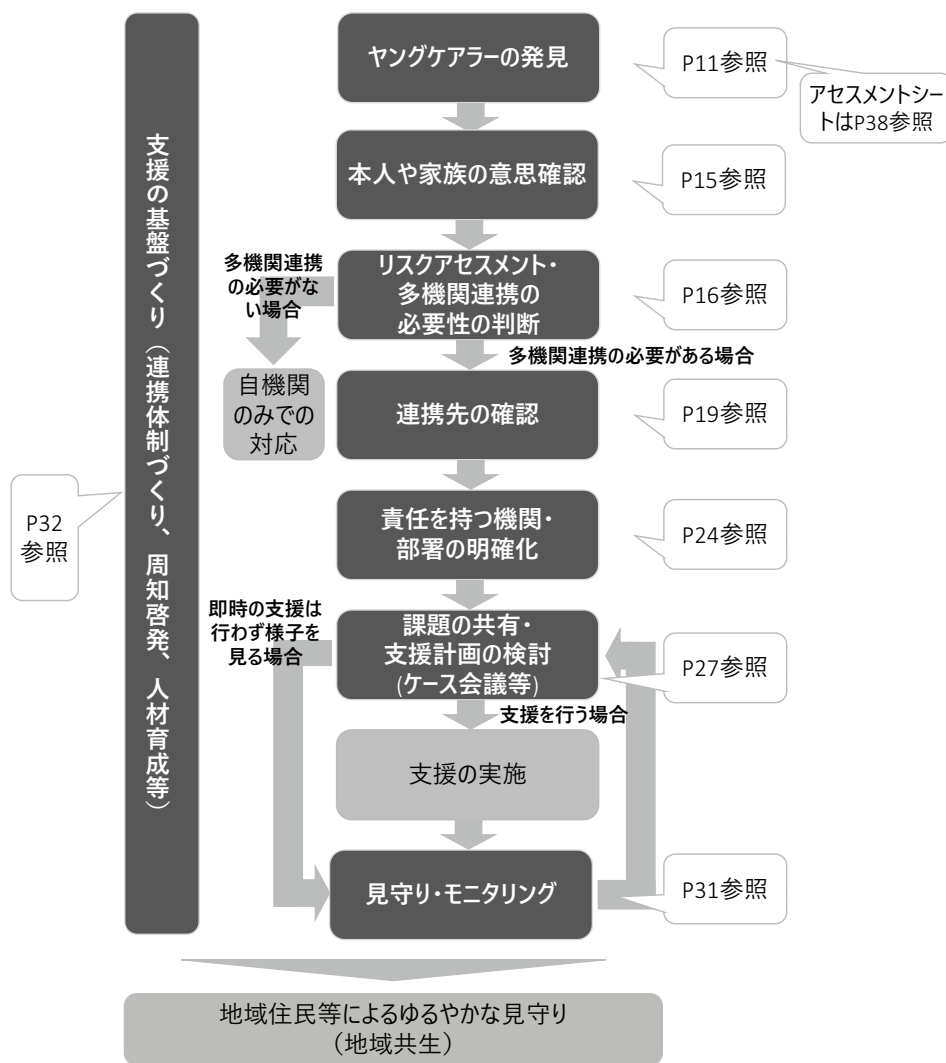 ヤングケアラーの発見
P11参照
アセスメントシー
トはP38参照
本人や家族の意思確認
P15参照
多機関連携
の必要がな
い場合
リスクアセスメント・
多機関連携の
必要性の判断
P16参照
多機関連携の必要がある場合
自機関
のみでの
対応
連携先の確認
P19参照
支援の基盤づくり（連携体制づくり、周知啓発、人材育成等）
P32
参照
責任を持つ機関・
部署の明確化
P24参照
即時の支援は
行わず様子を
見る場合
課題の共有・
支援計画の検討
(ケース会議等)
P27参照
支援を行う場合
支援の実施
見守り・モニタリング
P31参照
地域住民等によるゆるやかな見守り
（地域共生）